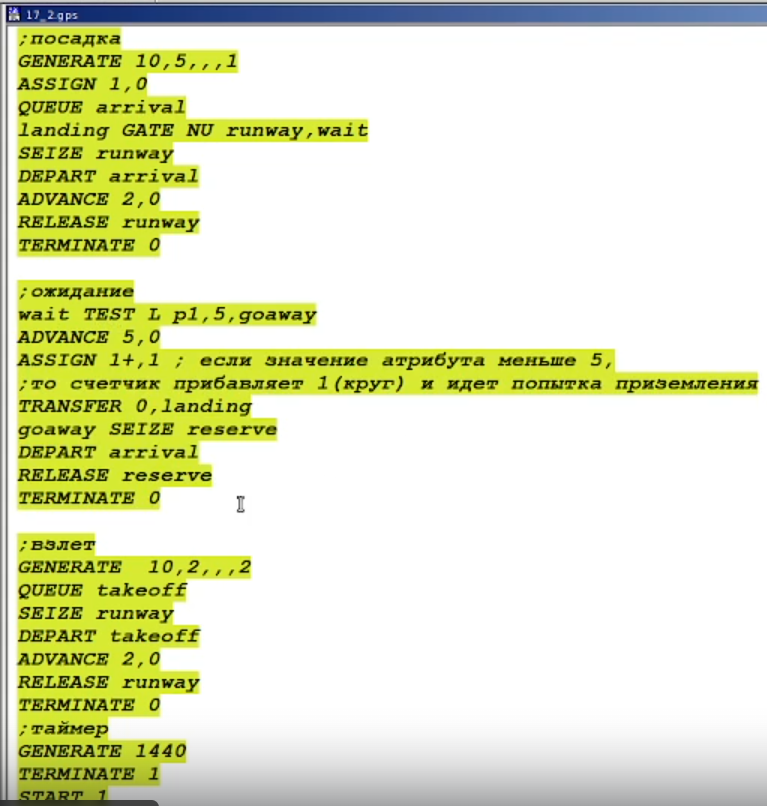 17_2.gps
;посадка
GENERATE 10,5,,,1
ASSIGN 1,0
QUEUE arrival
landing GATE NU runway,wait
SEIZE runway
DEPART arrival
ADVANCE 2,0
RELEASE runway
TERMINATE 0
;ожидание
wait TEST L p1,5,goaway
ADVANCE 5,0
ASSIGN 1+,1 ; если значение атрибута меньше 5,
;то счетчик прибавляет 1(круг) и идет попытка приземления
TRANSFER 0,landing
goaway SEIZE reserve
DEPART arrival
RELEASE reserve
TERMINATE 0
;взлет
GENERATE  10,2,,,2
QUEUE takeoff
SEIZE runway
DEPART takeoff
ADVANCE 2,0
RELEASE runway
TERMINATE 0
;таймер
GENERATE 1440
TERMINATE 1
START 1